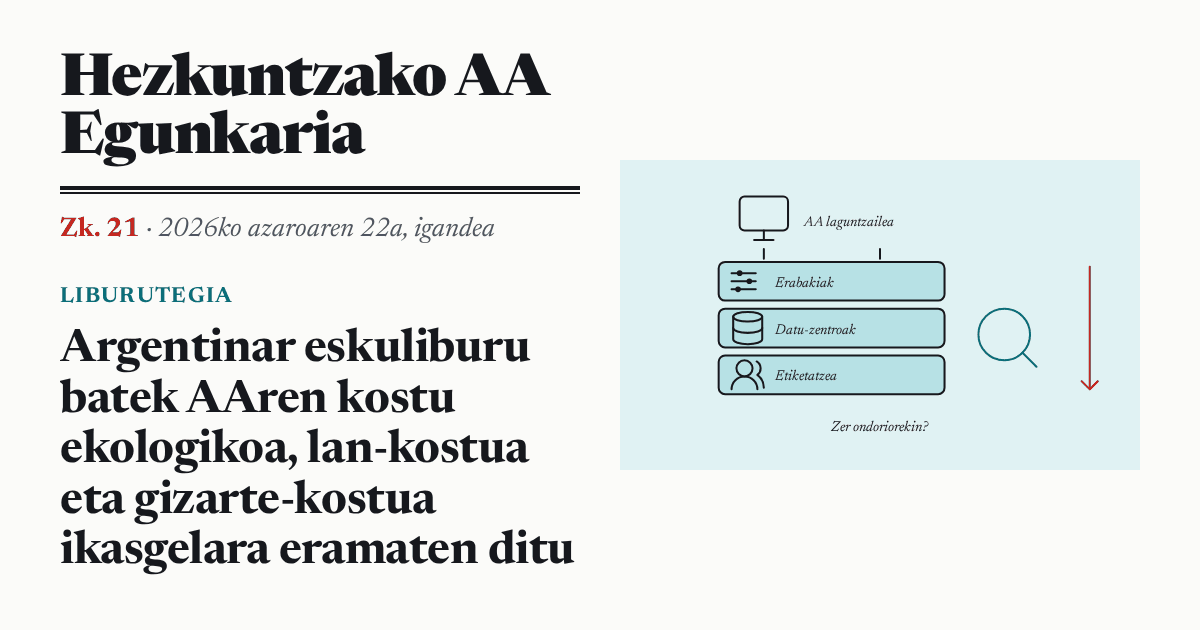 Hezkuntzako AA
Egunkaria
Zk. 21 · 2026ko azaroaren 22a, igandea
LIBURUTEGIA
Argentinar eskuliburu
batek AAren kostu
ekologikoa, lan-kostua
eta gizarte-kostua
ikasgelara eramaten ditu
AA laguntzailea
Erabakiak
Datu-zentroak
Etiketatzea
Zer ondoriorekin?